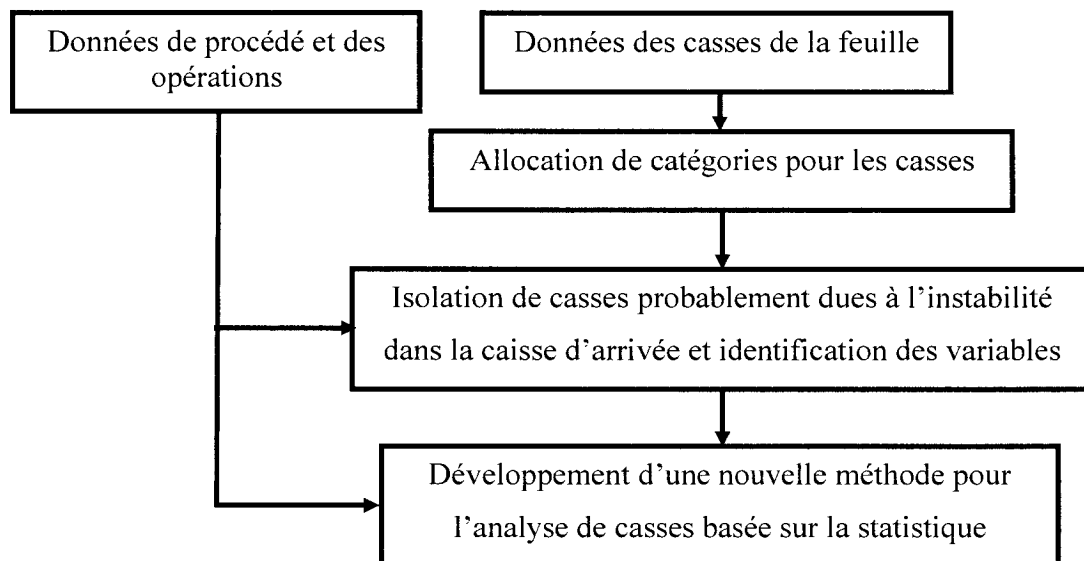 Données de procédé et des
opérations
Données des casses de la feuille
Allocation de catégories pour les casses
Isolation de casses probablement dues à l’instabilité
dans la caisse d’arrivée et identification des variables
Développement d’une nouvelle méthode pour
l’analyse de casses basée sur la statistique